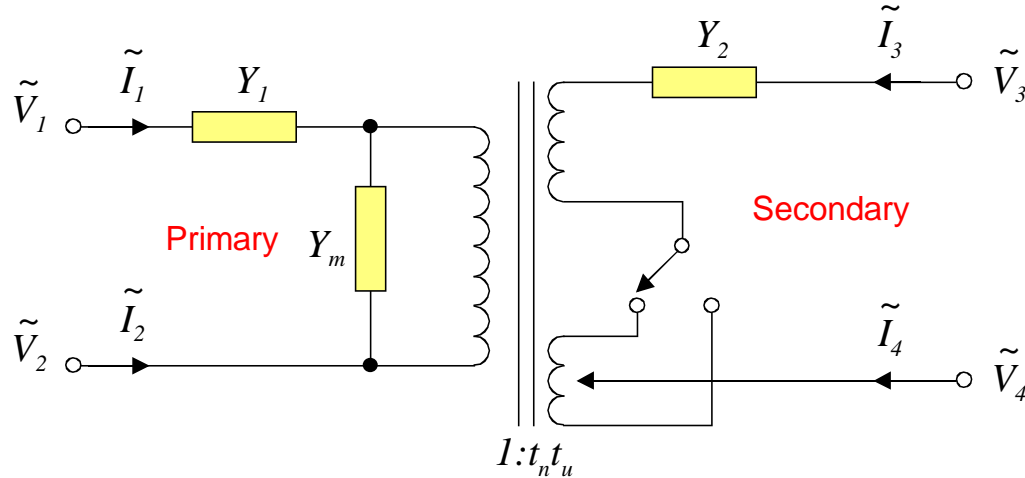 Ṽ₁
Ĩ₁
Y₁
Y₂
Ĩ₃
Ṽ₃
Primary
Yₘ
Secondary
Ṽ₂
Ĩ₂
Ĩ₄
Ṽ₄
1:tₙtᵤ